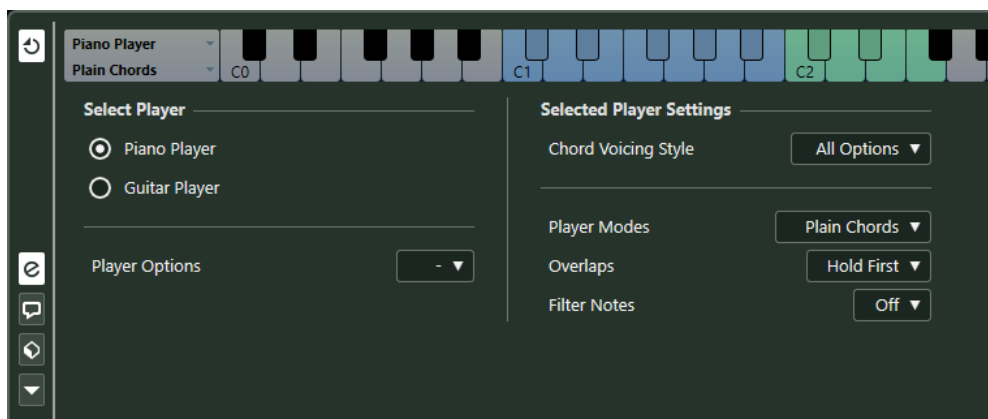 Piano Player
Plain Chords
C0
C1
C2
Select Player
Piano Player
Guitar Player
Player Options
-
Selected Player Settings
Chord Voicing Style
All Options
Player Modes
Plain Chords
Overlaps
Hold First
Filter Notes
Off